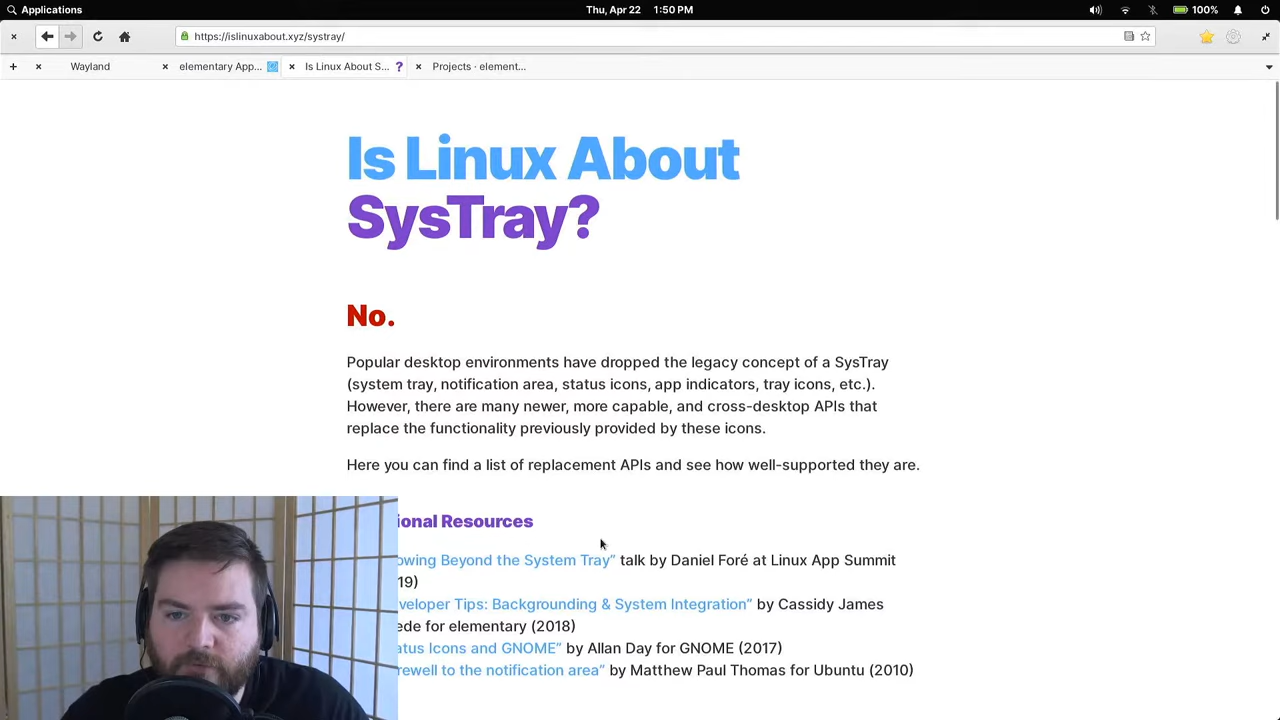 Applications
Thu, Apr 22 1:50 PM
100%
https://islinuxabout.xyz/systray/
Wayland
elementary App...
Is Linux About S...
?
Projects · element...
Is Linux About
SysTray?
No.
Popular desktop environments have dropped the legacy concept of a SysTray
(system tray, notification area, status icons, app indicators, tray icons, etc.).
However, there are many newer, more capable, and cross-desktop APIs that
replace the functionality previously provided by these icons.
Here you can find a list of replacement APIs and see how well-supported they are.
ional Resources
owing Beyond the System Tray” talk by Daniel Foré at Linux App Summit
19)
veloper Tips: Backgrounding & System Integration” by Cassidy James
ede for elementary (2018)
atus Icons and GNOME” by Allan Day for GNOME (2017)
rewell to the notification area” by Matthew Paul Thomas for Ubuntu (2010)